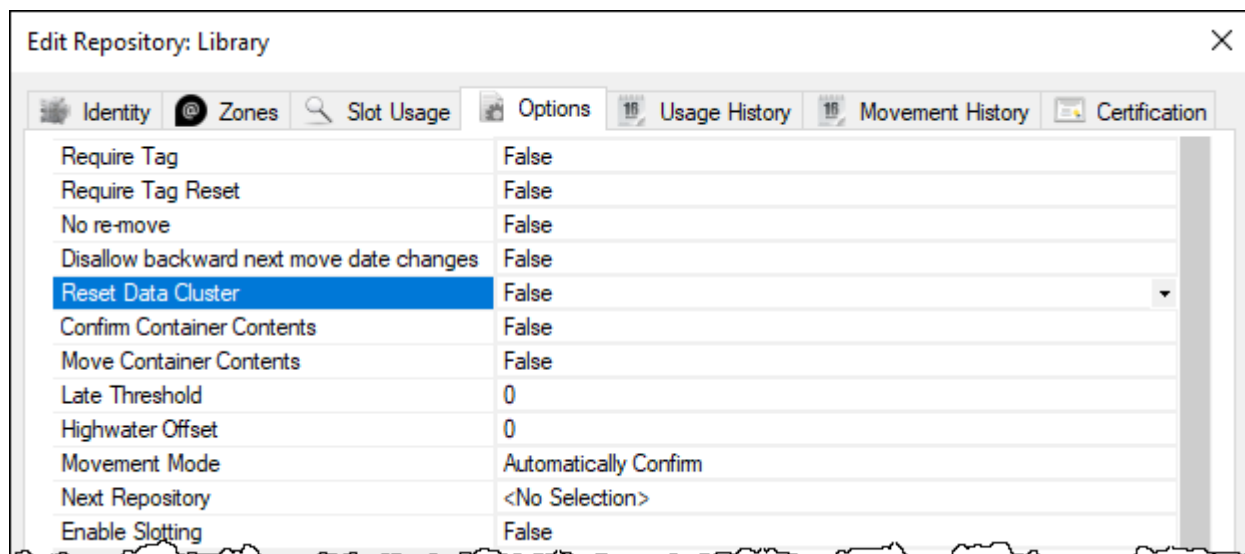 Edit Repository: Library
Identity @ Zones Slot Usage Options 16 Usage History 16 Movement History Certification
Require Tag False
Require Tag Reset False
No re-move False
Disallow backward next move date changes False
Reset Data Cluster False
Confirm Container Contents False
Move Container Contents False
Late Threshold 0
Highwater Offset 0
Movement Mode Automatically Confirm
Next Repository <No Selection>
Enable Slotting False